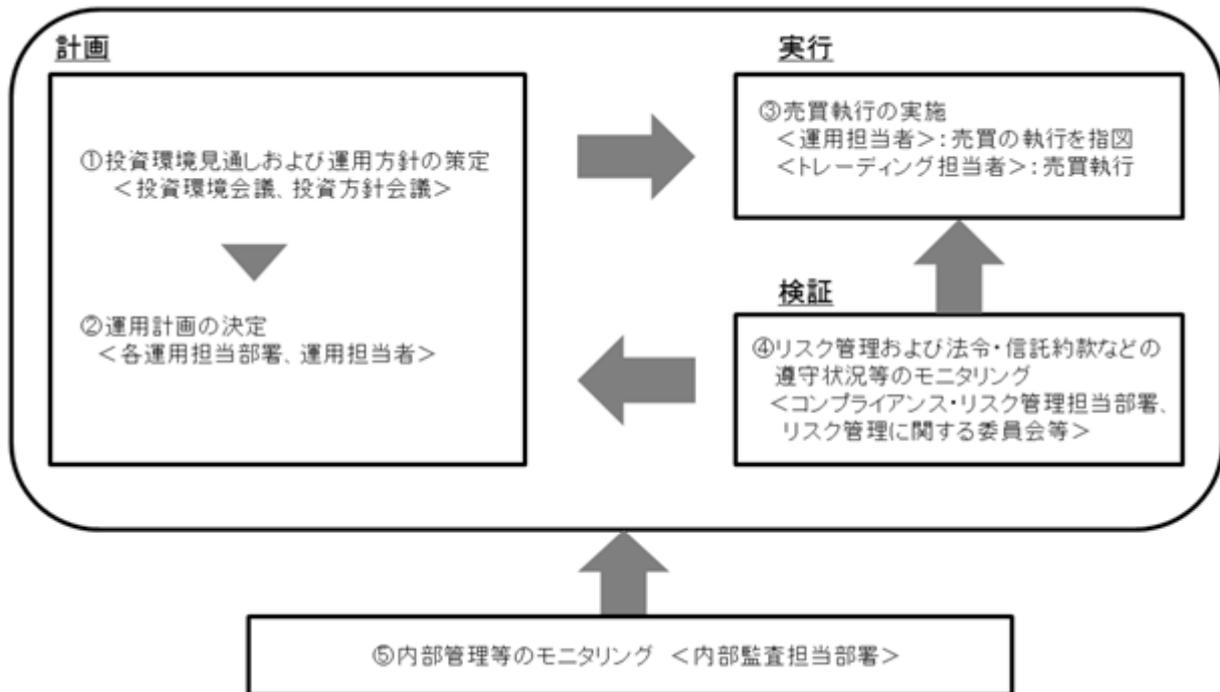 計画
①投資環境見通しおよび運用方針の策定
＜投資環境会議、投資方針会議＞
②運用計画の決定
＜各運用担当部署、運用担当者＞
実行
③売買執行の実施
＜運用担当者＞：売買の執行を指図
＜トレーディング担当者＞：売買執行
検証
④リスク管理および法令・信託約款などの
遵守状況等のモニタリング
＜コンプライアンス・リスク管理担当部署、
リスク管理に関する委員会等＞
⑤内部管理等のモニタリング ＜内部監査担当部署＞